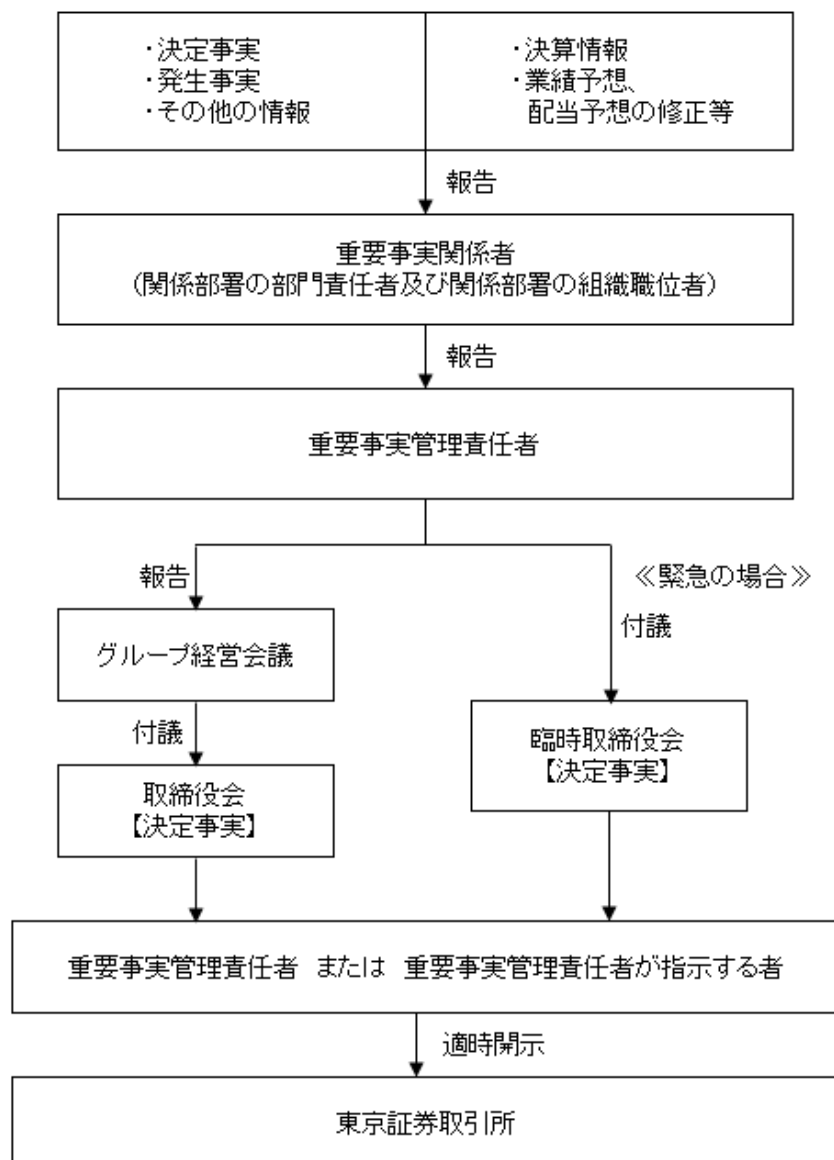 ・決定事実
・発生事実
・その他の情報
・決算情報
・業績予想、
配当予想の修正等
報告
重要事実関係者
（関係部署の部門責任者及び関係部署の組織職位者）
報告
重要事実管理責任者
報告
≪緊急の場合≫
付議
グループ経営会議
付議
臨時取締役会
【決定事実】
取締役会
【決定事実】
重要事実管理責任者 または 重要事実管理責任者が指示する者
適時開示
東京証券取引所